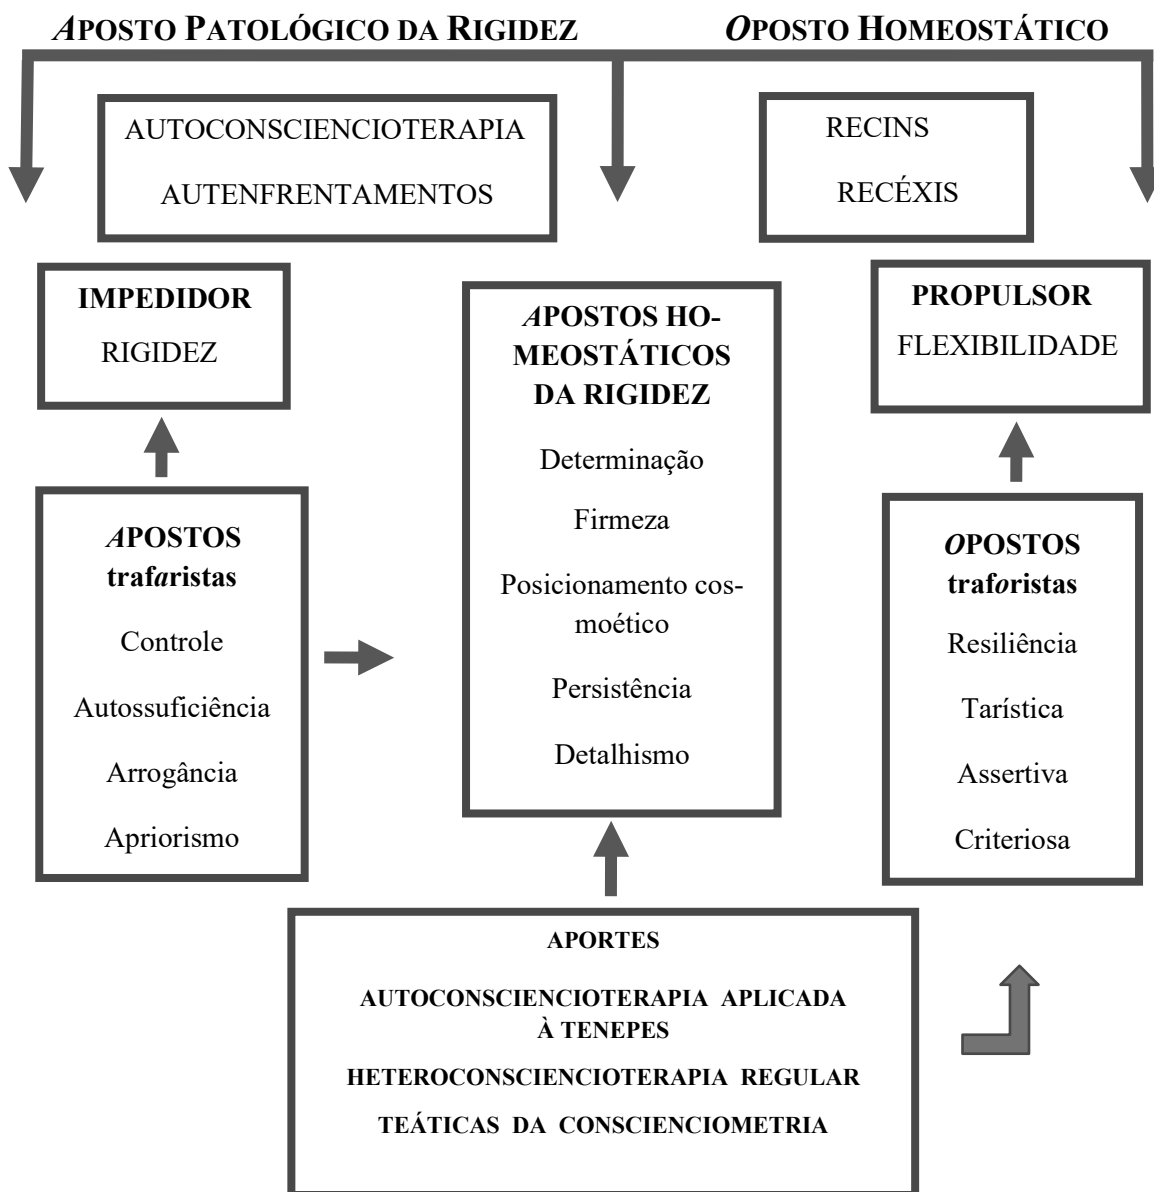 APOSTO PATOLÓGICO DA RIGIDEZ
OPOSTO HOMEOSTÁTICO
AUTOCONSCIENCIOTERAPIA
AUTENFRENTAMENTOS
RECINS
RECÉXIS
IMPEDIDOR
RIGIDEZ
APOSTOS HO-
MEOSTÁTICOS
DA RIGIDEZ
Determinação
Firmeza
Posicionamento cos-
moético
Persistência
Detalhismo
PROPULSOR
FLEXIBILIDADE
APOSTOS
trafaristas
Controle
Autossuficiência
Arrogância
Apriorismo
OPOSTOS
traforistas
Resiliência
Tarística
Assertiva
Criteriosa
APORTES
AUTOCONSCIENCIOTERAPIA APLICADA
À TENEPES
HETEROCONSCIENCIOTERAPIA REGULAR
TEÁTICAS DA CONSCIENCIOMETRIA